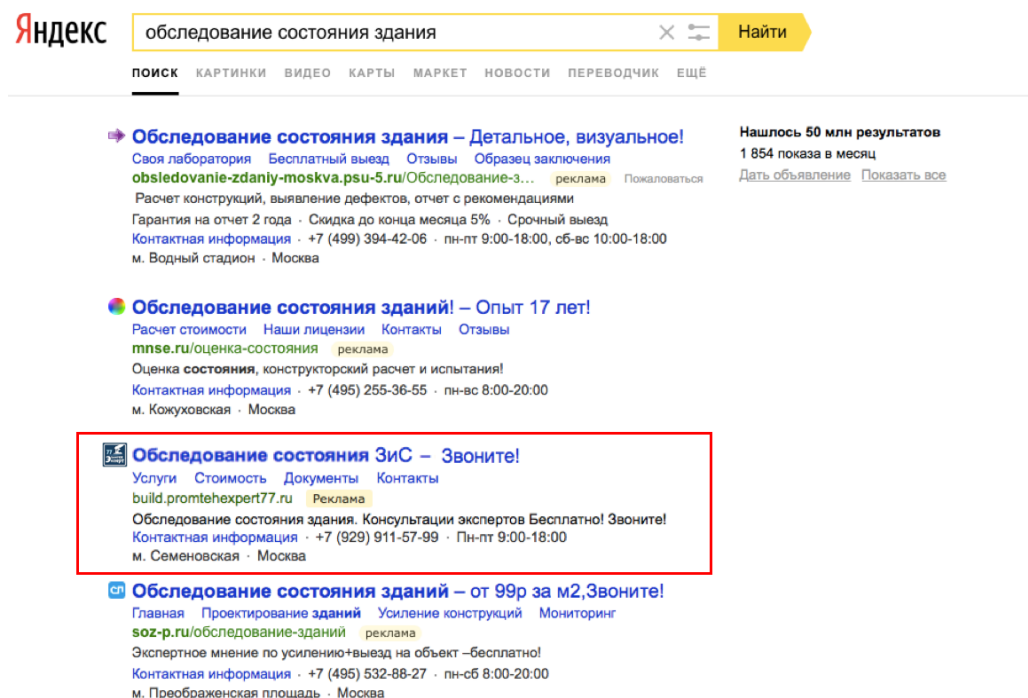 Яндекс
обследование состояния здания
Найти
ПОИСК КАРТИНКИ ВИДЕО КАРТЫ МАРКЕТ НОВОСТИ ПЕРЕВОДЧИК ЕЩЁ
Обследование состояния здания – Детальное, визуальное!
Своя лаборатория Бесплатный выезд Отзывы Образец заключения
obsledovanie-zdaniy-moskva.psu-5.ru/Обследование-з... реклама Пожаловаться
Расчет конструкций, выявление дефектов, отчет с рекомендациями
Гарантия на отчет 2 года · Скидка до конца месяца 5% · Срочный выезд
Контактная информация · +7 (499) 394-42-06 · пн-пт 9:00-18:00, сб-вс 10:00-18:00
м. Водный стадион · Москва
Нашлось 50 млн результатов
1 854 показа в месяц
Дать объявление Показать все
Обследование состояния зданий! – Опыт 17 лет!
Расчет стоимости Наши лицензии Контакты Отзывы
mnse.ru/оценка-состояния реклама
Оценка состояния, конструкторский расчет и испытания!
Контактная информация · +7 (495) 255-36-55 · пн-вс 8:00-20:00
м. Кожуховская · Москва
Обследование состояния ЗиС – Звоните!
Услуги Стоимость Документы Контакты
build.promtehexpert77.ru Реклама
Обследование состояния здания. Консультации экспертов Бесплатно! Звоните!
Контактная информация · +7 (929) 911-57-99 · Пн-пт 9:00-18:00
м. Семеновская · Москва
сп
Обследование состояния зданий – от 99р за м2,Звоните!
Главная Проектирование зданий Усиление конструкций Мониторинг
soz-p.ru/обследование-зданий реклама
Экспертное мнение по усилению+выезд на объект –бесплатно!
Контактная информация · +7 (495) 532-88-27 · пн-сб 8:00-20:00
м. Преображенская площадь · Москва